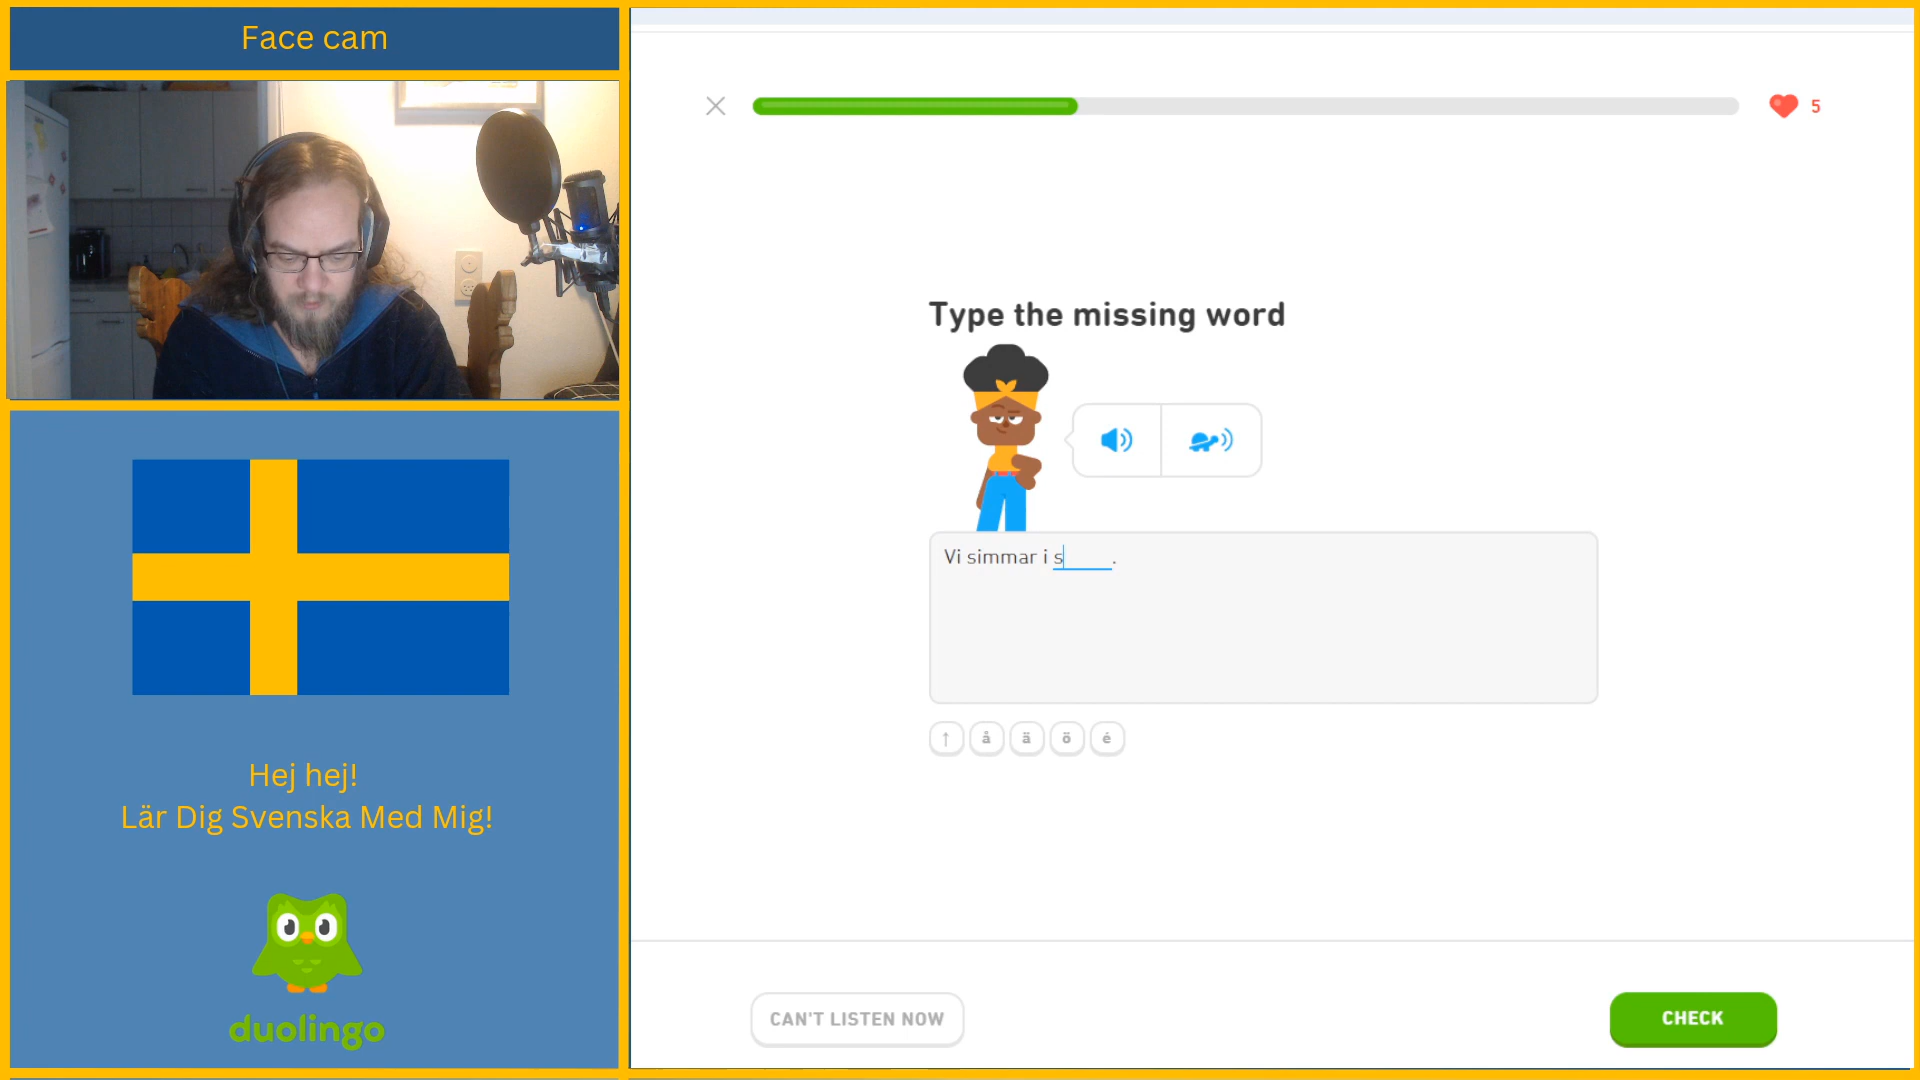 Face cam
5
Type the missing word
Vi simmar i s____.
↑ å ä ö é
Hej hej!
Lär Dig Svenska Med Mig!
duolingo
CAN'T LISTEN NOW
CHECK